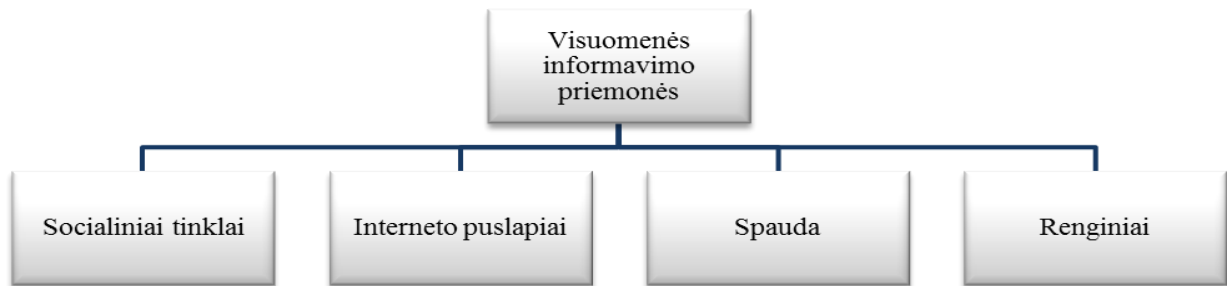 Visuomenės
informavimo
priemonės
Socialiniai tinklai
Interneto puslapiai
Spauda
Renginiai